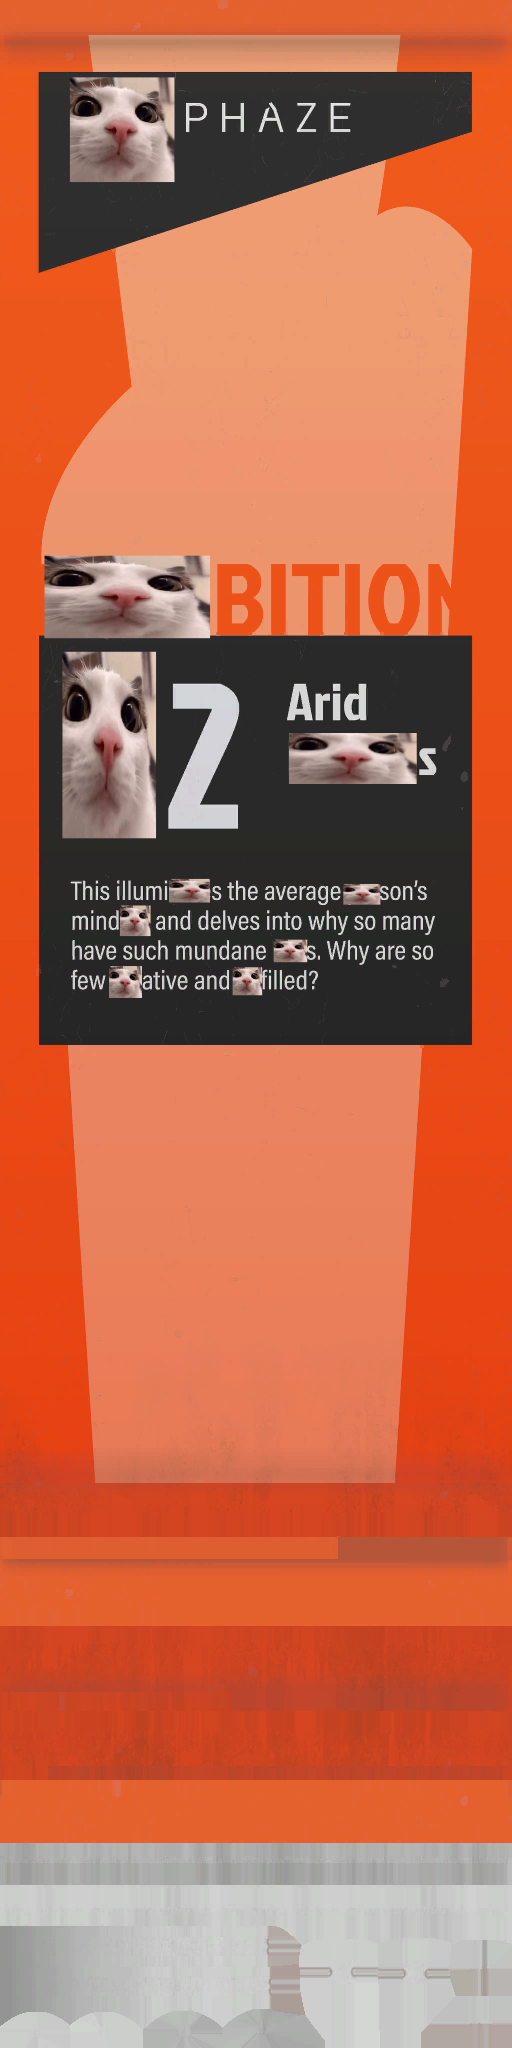 PHAZE
BITION
2
Arid
s
This illumi s the average son's
mind and delves into why so many
have such mundane s. Why are so
few ative and filled?